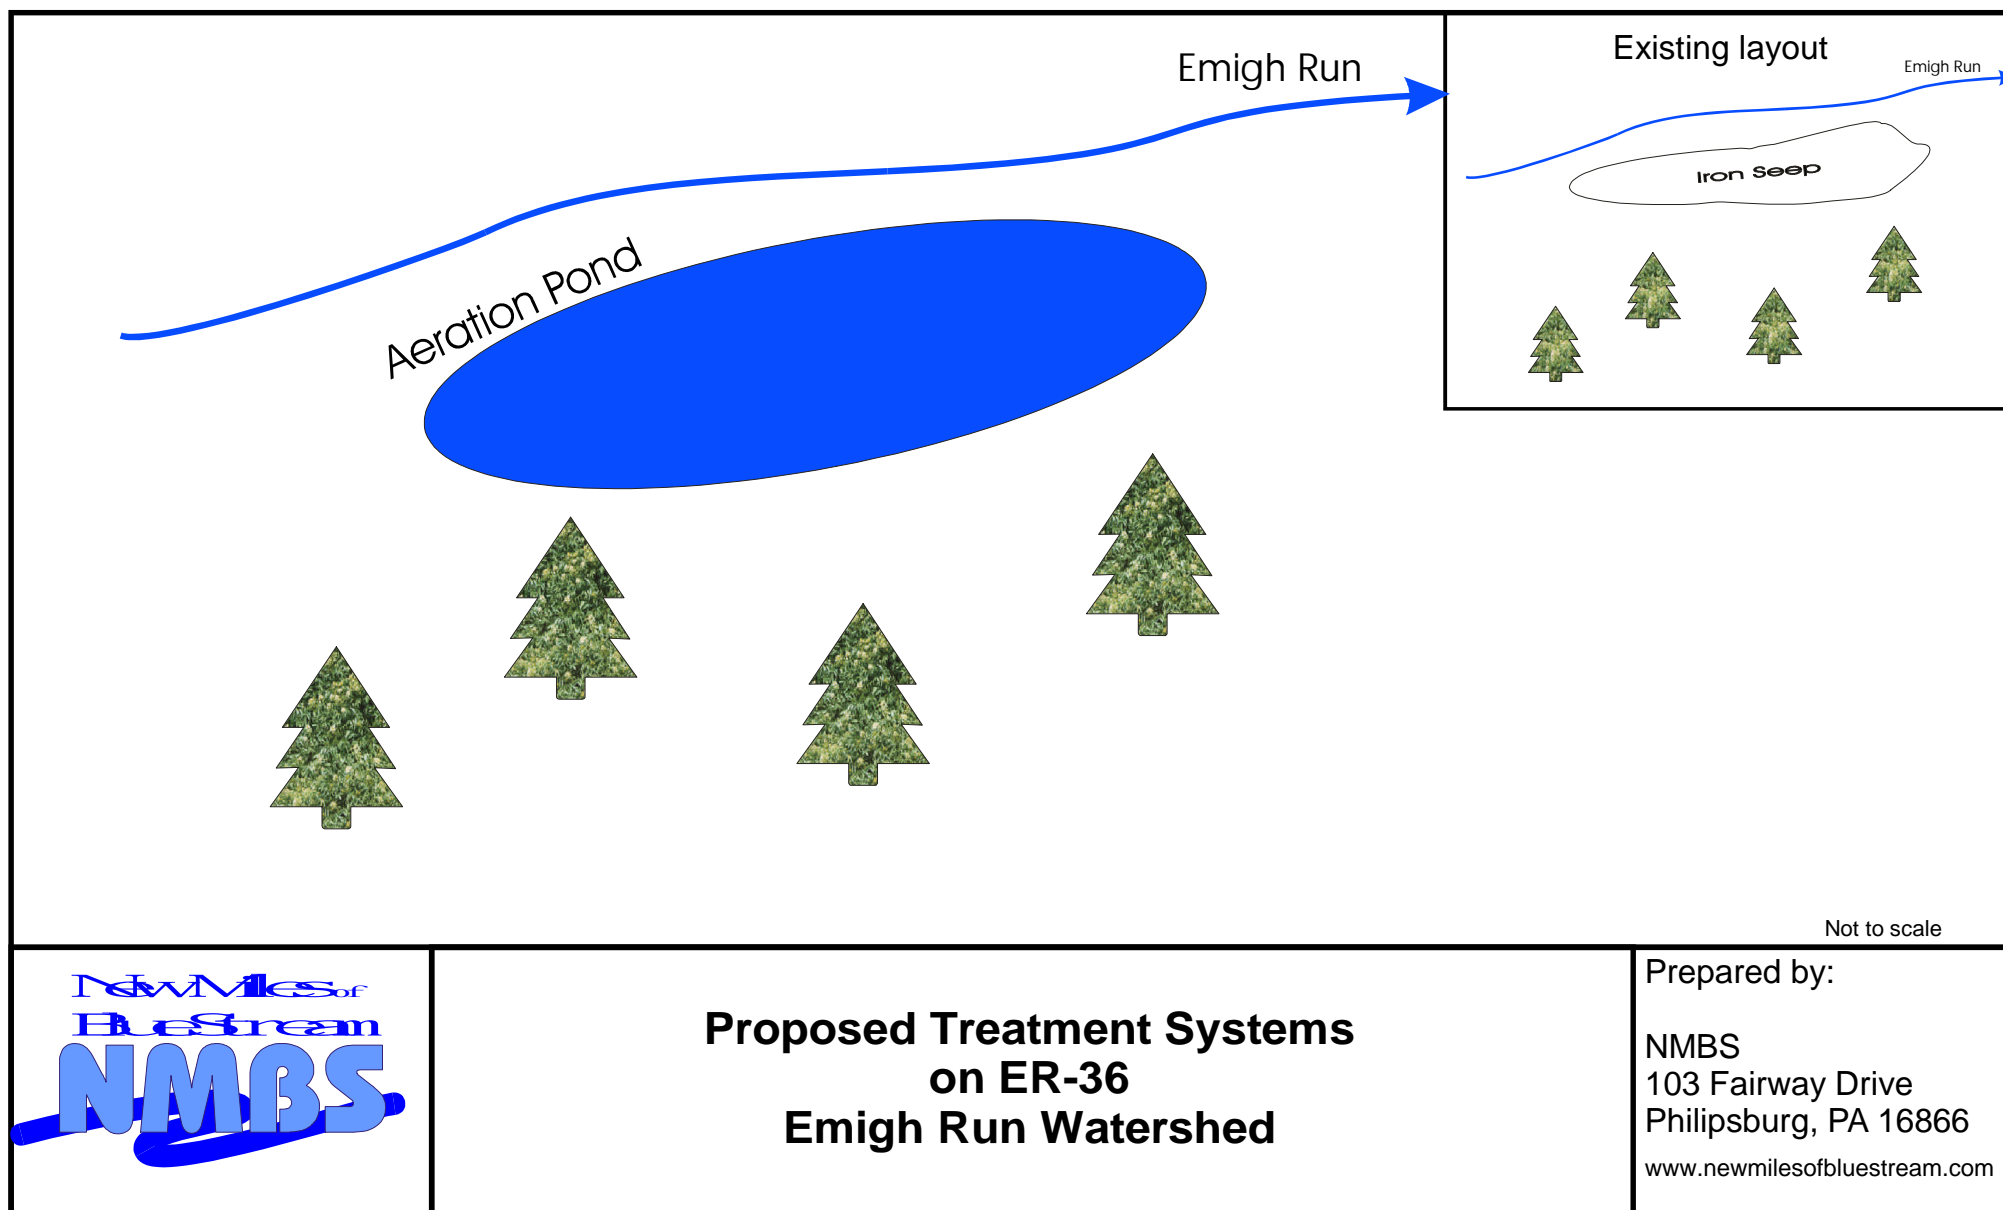 Emigh Run
Existing layout
Emigh Run
Iron Seep
Aeration Pond
Not to scale
New Miles of
Blue Stream
NMBS
Proposed Treatment Systems
on ER-36
Emigh Run Watershed
Prepared by:
NMBS
103 Fairway Drive
Philipsburg, PA 16866
www.newmilesofbluestream.com